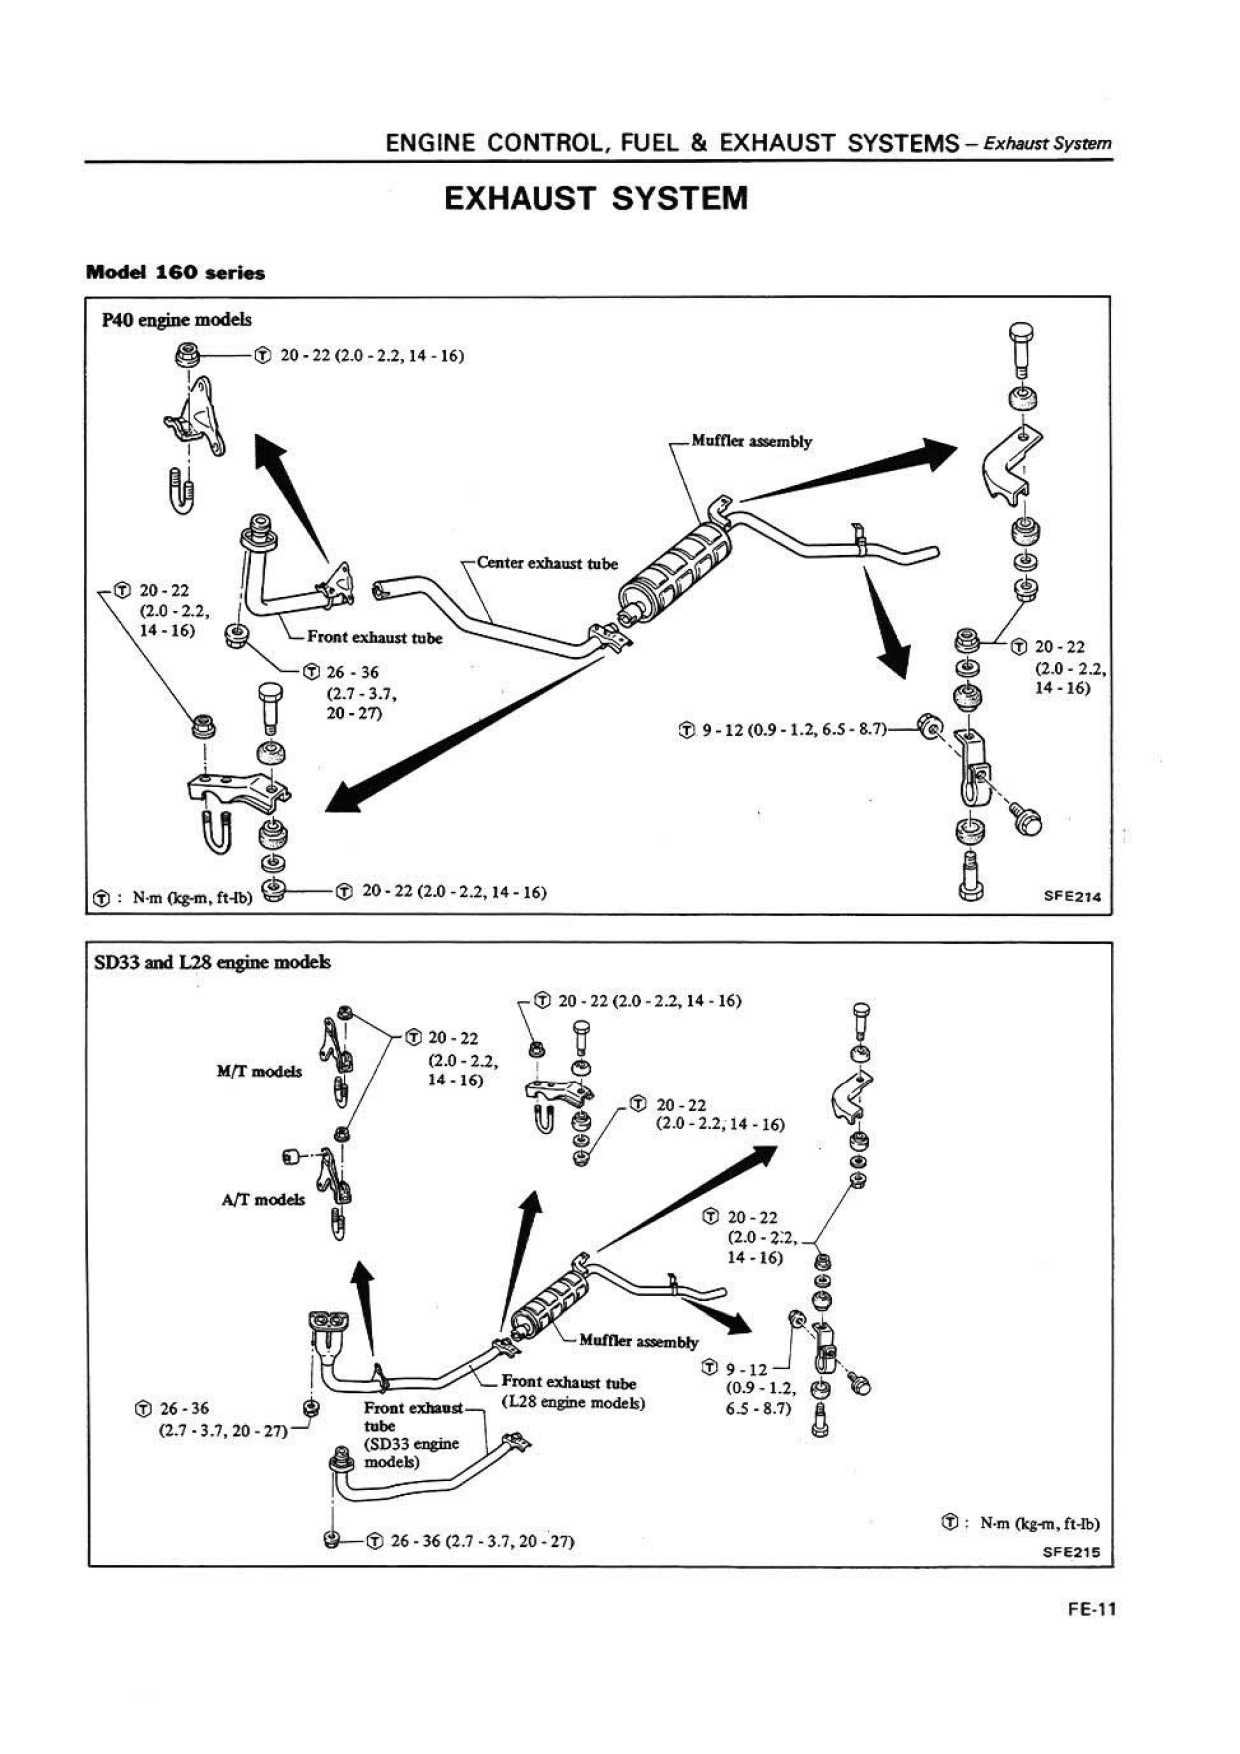 ENGINE CONTROL, FUEL & EXHAUST SYSTEMS – Exhaust System
EXHAUST SYSTEM
Model 160 series
P40 engine models
Ⓣ 20 - 22 (2.0 - 2.2, 14 - 16)
Muffler assembly
Center exhaust tube
Ⓣ 20 - 22
(2.0 - 2.2,
14 - 16)
Front exhaust tube
Ⓣ 26 - 36
(2.7 - 3.7,
20 - 27)
Ⓣ 20 - 22
(2.0 - 2.2,
14 - 16)
Ⓣ 9 - 12 (0.9 - 1.2, 6.5 - 8.7)
Ⓣ : N·m (kg-m, ft-lb)
Ⓣ 20 - 22 (2.0 - 2.2, 14 - 16)
SFE214
SD33 and L28 engine models
Ⓣ 20 - 22 (2.0 - 2.2, 14 - 16)
Ⓣ 20 - 22
(2.0 - 2.2,
14 - 16)
M/T models
Ⓣ 20 - 22
(2.0 - 2.2, 14 - 16)
A/T models
Ⓣ 20 - 22
(2.0 - 2.2,
14 - 16)
Muffler assembly
Ⓣ 9 - 12
(0.9 - 1.2,
6.5 - 8.7)
Front exhaust tube
(L28 engine models)
Ⓣ 26 - 36
(2.7 - 3.7, 20 - 27)
Front exhaust
tube
(SD33 engine
models)
Ⓣ 26 - 36 (2.7 - 3.7, 20 - 27)
Ⓣ : N·m (kg-m, ft-lb)
SFE215
FE-11